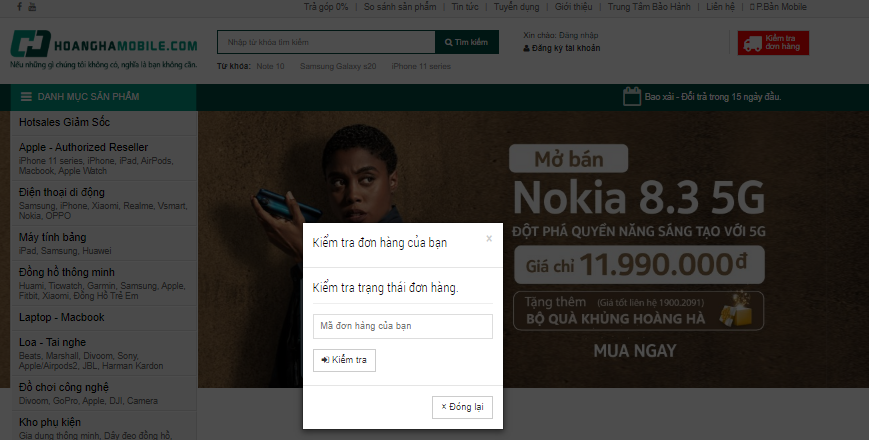 Trả góp 0% | So sánh sản phẩm | Tin tức | Tuyển dụng | Giới thiệu | Trung Tâm Bảo Hành | Liên hệ | P.Bán Mobile
HOANGHAMOBILE.COM
Nếu những gì chúng tôi không có, nghĩa là bạn không cần.
Nhập từ khóa tìm kiếm
Tìm kiếm
Từ khóa: Note 10 Samsung Galaxy x20 iPhone 11 series
Xin chào: Đăng nhập
Đăng ký tài khoản
Kiểm tra
đơn hàng
DANH MỤC SẢN PHẨM
Bao xài - Đổi trả trong 15 ngày đầu.
Hotsales Giảm Sốc
Apple - Authorized Reseller
iPhone 11 series, iPhone, iPad, AirPods,
Macbook, Apple Watch
Điện thoại di động
Samsung, iPhone, Xiaomi, Realme, Vsmart,
Nokia, OPPO
Máy tính bảng
iPad, Samsung, Huawei
Đồng hồ thông minh
Huami, Ticwatch, Garmin, Samsung, Apple,
Fitbit, Xiaomi, Đồng Hồ Trẻ Em
Laptop - Macbook
Loa - Tai nghe
Beats, Marshall, Divoom, Sony,
Apple/Airpods2, JBL, Harman Kardon
Đồ chơi công nghệ
Divoom, GoPro, Apple, DJI, Camera
Kho phụ kiện
Gia dụng thông minh, Dây đeo đồng hồ,
Mở bán
Nokia 8.3 5G
ĐỘT PHÁ QUYỀN NĂNG SÁNG TẠO VỚI 5G
Giá chỉ 11.990.000đ
Tặng thêm (Giá tốt liên hệ 1900.2091)
BỘ QUÀ KHỦNG HOÀNG HÀ
MUA NGAY
Kiểm tra đơn hàng của bạn
×
Kiểm tra trạng thái đơn hàng.
Mã đơn hàng của bạn
Kiểm tra
× Đóng lại